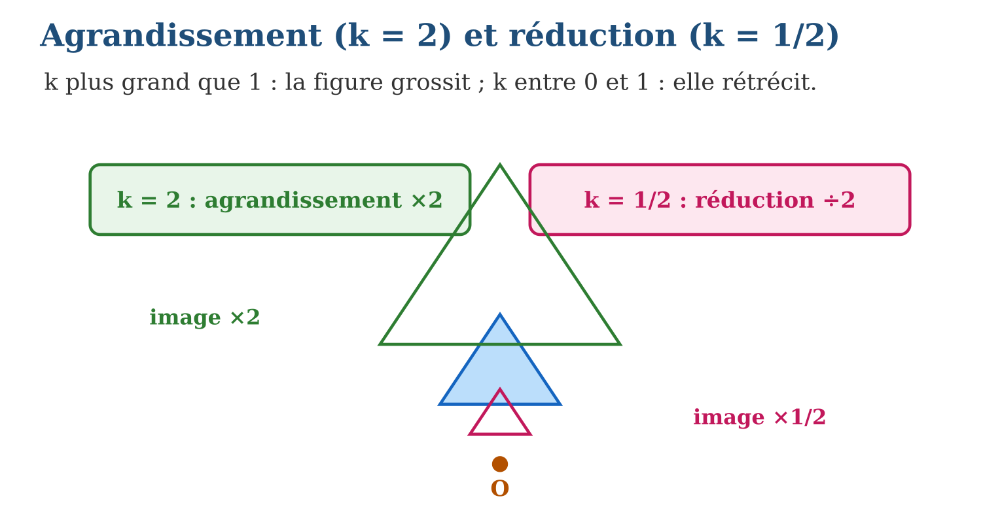 Agrandissement (k = 2) et réduction (k = 1/2)
k plus grand que 1 : la figure grossit ; k entre 0 et 1 : elle rétrécit.
k = 2 : agrandissement ×2
k = 1/2 : réduction ÷2
image ×2
image ×1/2
O